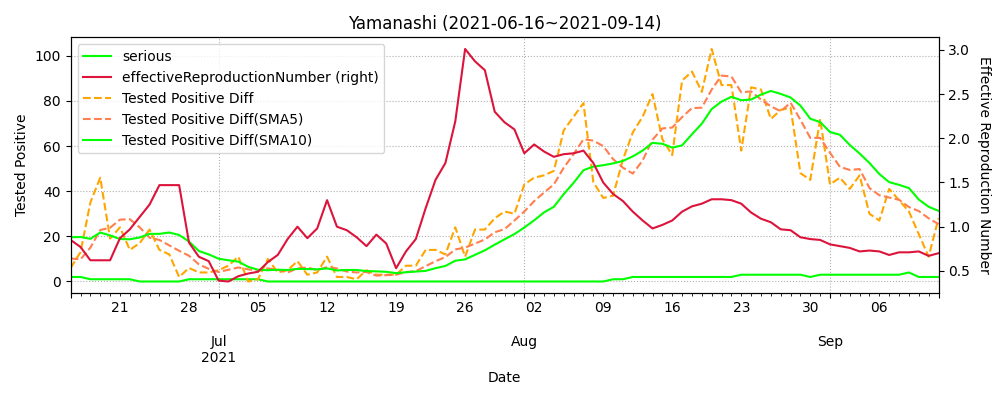 Yamanashi (2021-06-16~2021-09-14)
serious
effectiveReproductionNumber (right)
Tested Positive Diff
Tested Positive Diff(SMA5)
Tested Positive Diff(SMA10)
Tested Positive
100
80
60
40
20
0
3.0
2.5
2.0
1.5
1.0
0.5
Effective Reproduction Number
21 28 05 12 19 26 02 09 16 23 30 06
Jul Aug Sep
2021
Date